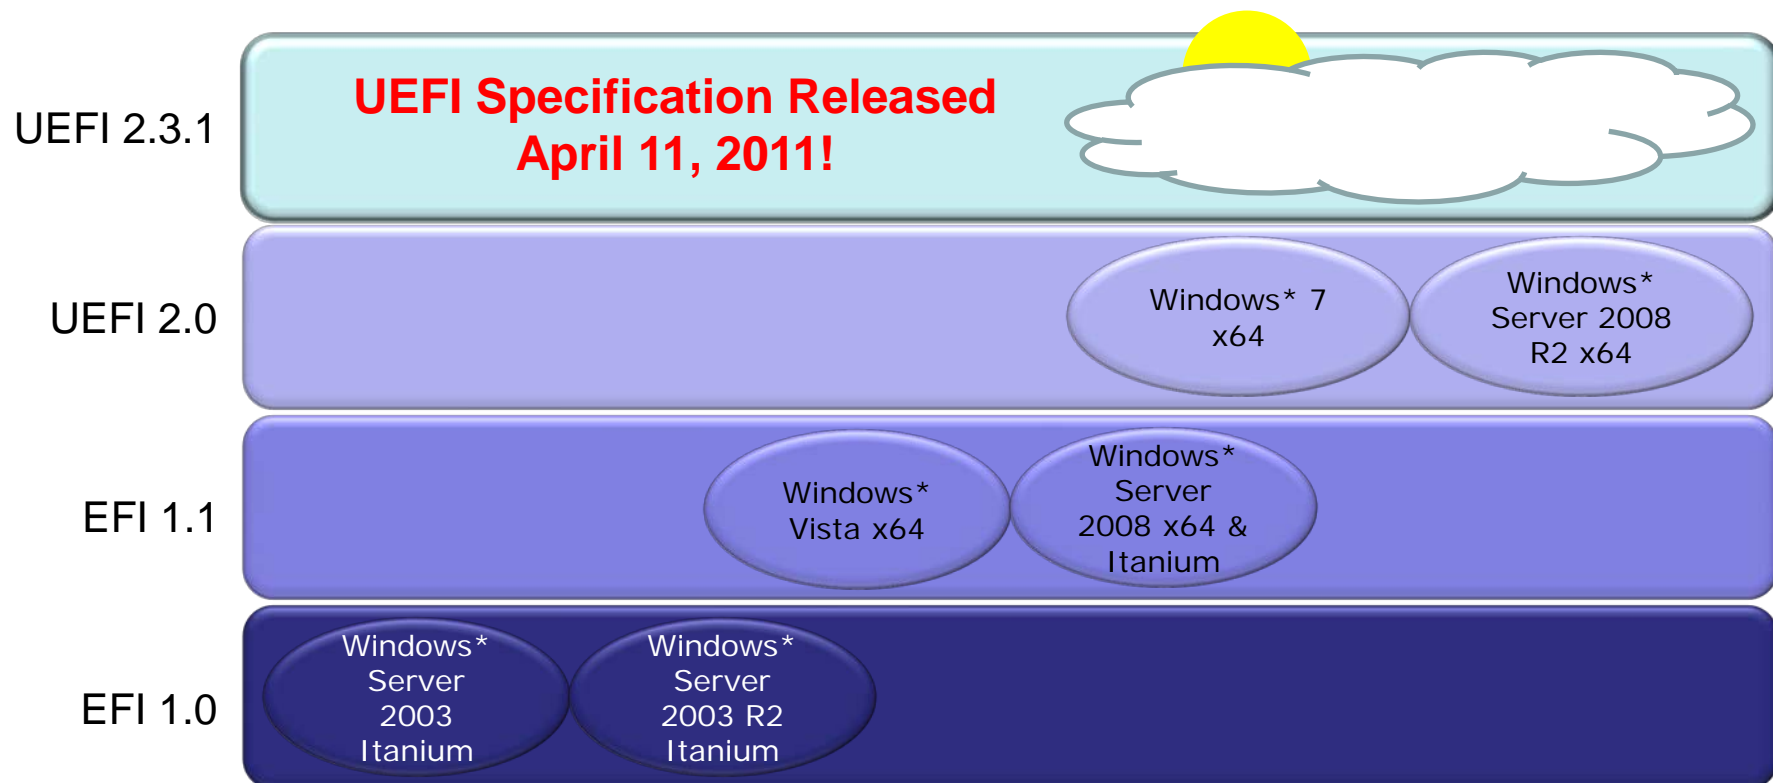 UEFI 2.3.1
UEFI Specification Released
April 11, 2011!
UEFI 2.0
Windows* 7
x64
Windows*
Server 2008
R2 x64
EFI 1.1
Windows*
Vista x64
Windows*
Server
2008 x64 &
Itanium
EFI 1.0
Windows*
Server
2003
Itanium
Windows*
Server
2003 R2
Itanium